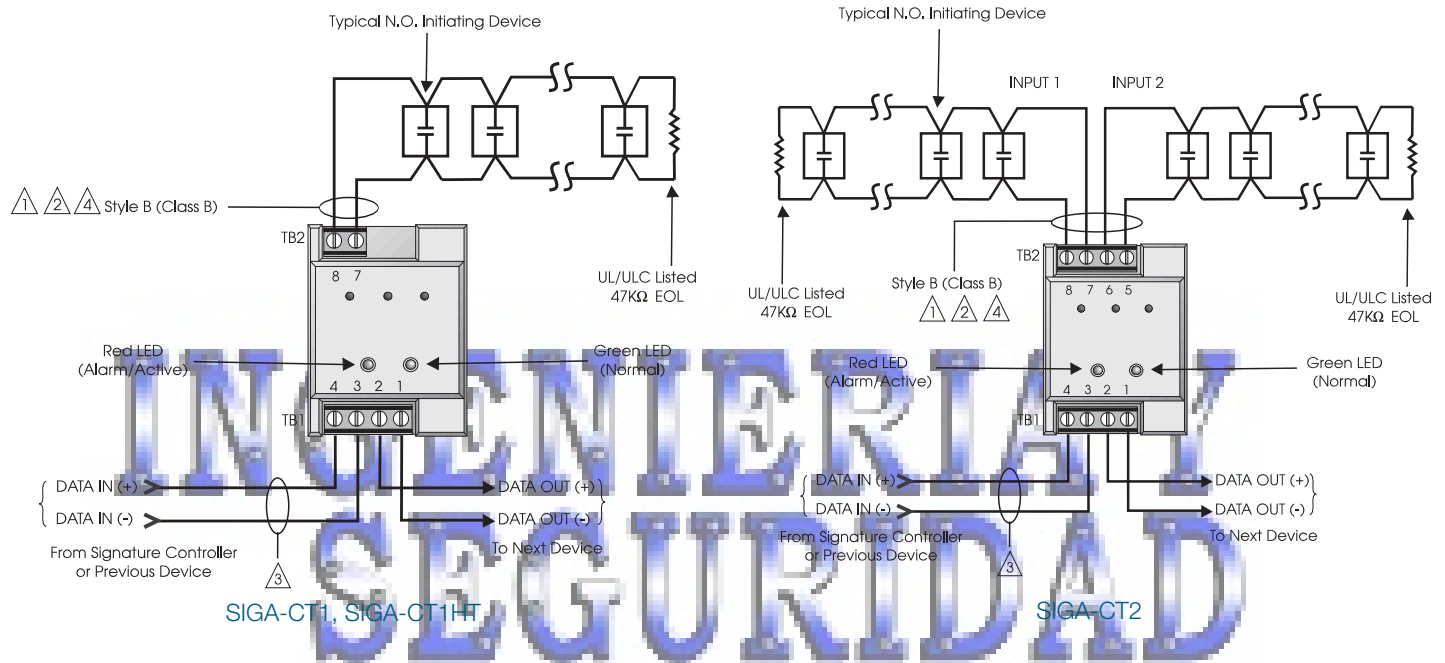 Typical N.O. Initiating Device
1 2 4 Style B (Class B)
TB2
8 7
UL/ULC Listed
47KΩ EOL
Red LED
(Alarm/Active)
Green LED
(Normal)
4 3 2 1
TB1
DATA IN (+)
DATA OUT (+)
DATA IN (-)
DATA OUT (-)
From Signature Controller
or Previous Device
To Next Device
3
SIGA-CT1, SIGA-CT1HT
Typical N.O. Initiating Device
INPUT 1
INPUT 2
TB2
8 7 6 5
Style B (Class B)
1 2 4
UL/ULC Listed
47KΩ EOL
UL/ULC Listed
47KΩ EOL
Red LED
(Alarm/Active)
Green LED
(Normal)
4 3 2 1
TB1
DATA IN (+)
DATA OUT (+)
DATA IN (-)
DATA OUT (-)
From Signature Controller
or Previous Device
To Next Device
3
SIGA-CT2
INGENIERIA Y
SEGURIDAD